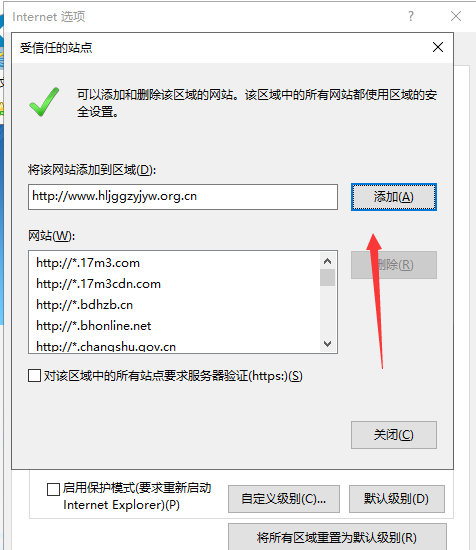 Internet 选项
受信任的站点
可以添加和删除该区域的网站。该区域中的所有网站都使用区域的安
全设置。
将该网站添加到区域(D):
http://www.hljggzyjyw.org.cn
添加(A)
网站(W):
http://*.17m3.com
http://*.17m3cdn.com
http://*.bdhzb.cn
http://*.bhonline.net
http://*.changshu.gov.cn
删除(R)
对该区域中的所有站点要求服务器验证(https:)(S)
关闭(C)
启用保护模式(要求重新启动
Internet Explorer)(P)
自定义级别(C)...
默认级别(D)
将所有区域重置为默认级别(R)